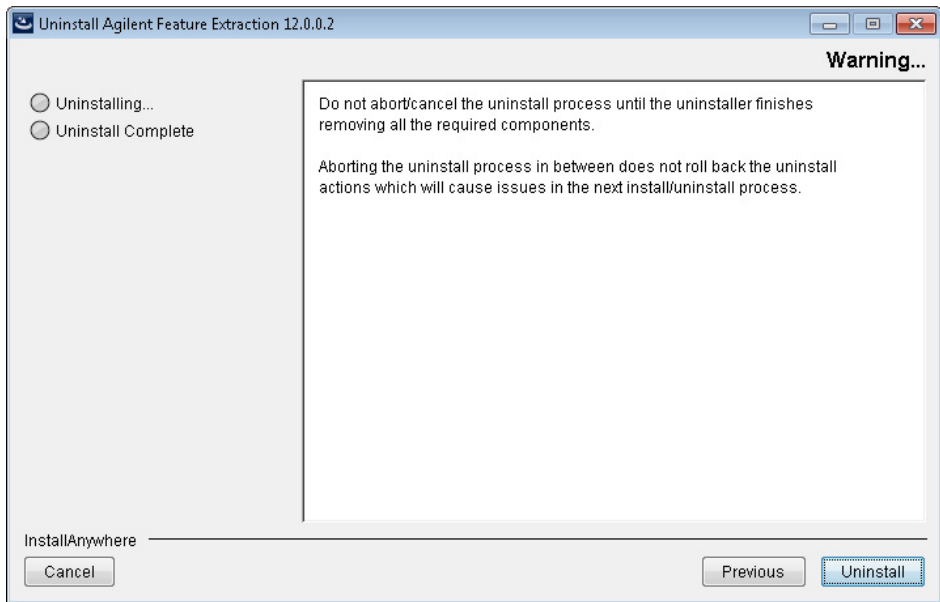 Uninstall Agilent Feature Extraction 12.0.0.2
Warning...
Uninstalling...
Uninstall Complete
Do not abort/cancel the uninstall process until the uninstaller finishes
removing all the required components.
Aborting the uninstall process in between does not roll back the uninstall
actions which will cause issues in the next install/uninstall process.
InstallAnywhere
Cancel
Previous
Uninstall